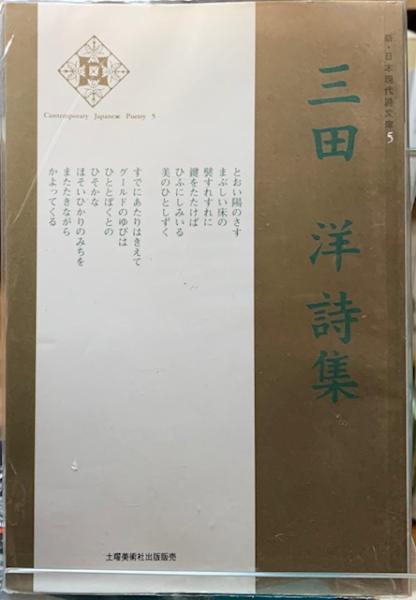 新・日本現代詩文庫 5
三田 洋 詩集
Contemporary Japanese Poetry 5
とおい陽のさす
まぶしい床の
襞すれすれに
鍵をたたけば
ひふにしみいる
美のひとしずく
すでにあたりはきえて
グールドのゆびは
ひととぼくとの
ひそかな
ほそいひかりのみちを
またたきながら
かよってくる
土曜美術社出版販売